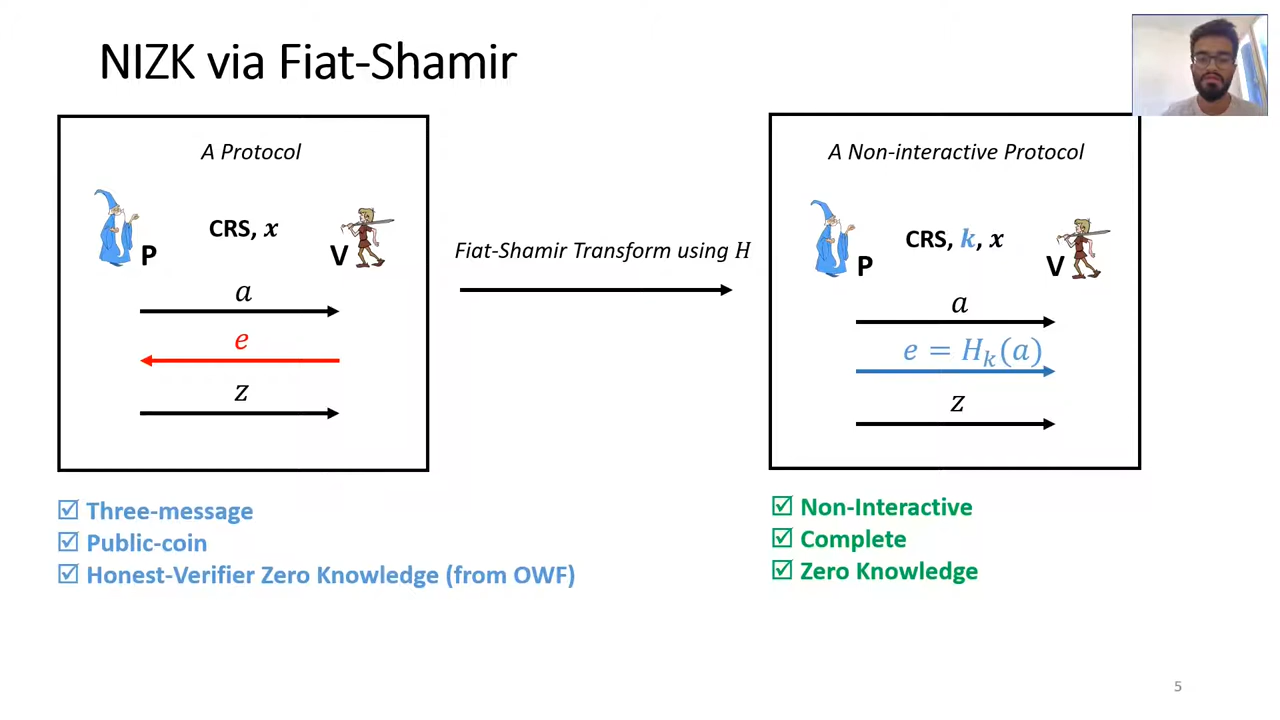 NIZK via Fiat-Shamir
A Protocol
CRS, x
P
V
a
e
z
Fiat-Shamir Transform using H
A Non-interactive Protocol
CRS, k, x
P
V
a
e = H_k(a)
z
☑ Three-message
☑ Public-coin
☑ Honest-Verifier Zero Knowledge (from OWF)
☑ Non-Interactive
☑ Complete
☑ Zero Knowledge
5